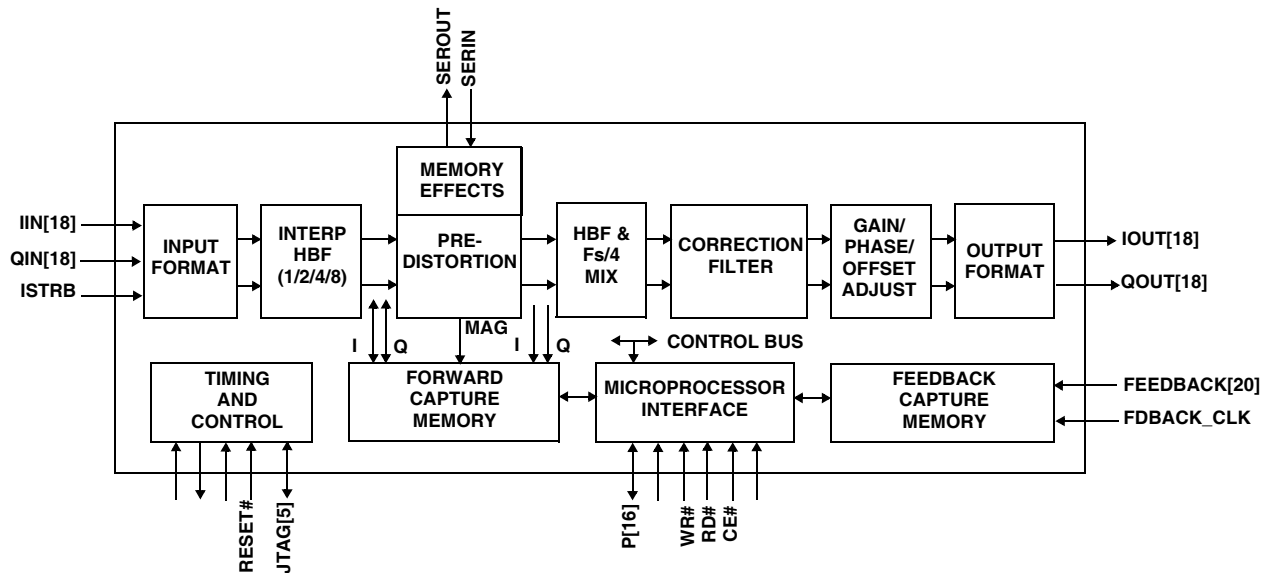 SEROUT
SERIN
MEMORY
EFFECTS
IIN[18]
QIN[18]
ISTRB
INPUT
FORMAT
INTERP
HBF
(1/2/4/8)
PRE-
DISTORTION
HBF &
Fs/4
MIX
CORRECTION
FILTER
GAIN/
PHASE/
OFFSET
ADJUST
OUTPUT
FORMAT
IOUT[18]
QOUT[18]
I
Q
MAG
I
Q
CONTROL BUS
TIMING
AND
CONTROL
FORWARD
CAPTURE
MEMORY
MICROPROCESSOR
INTERFACE
FEEDBACK
CAPTURE
MEMORY
FEEDBACK[20]
FDBACK_CLK
RESET#
JTAG[5]
P[16]
WR#
RD#
CE#